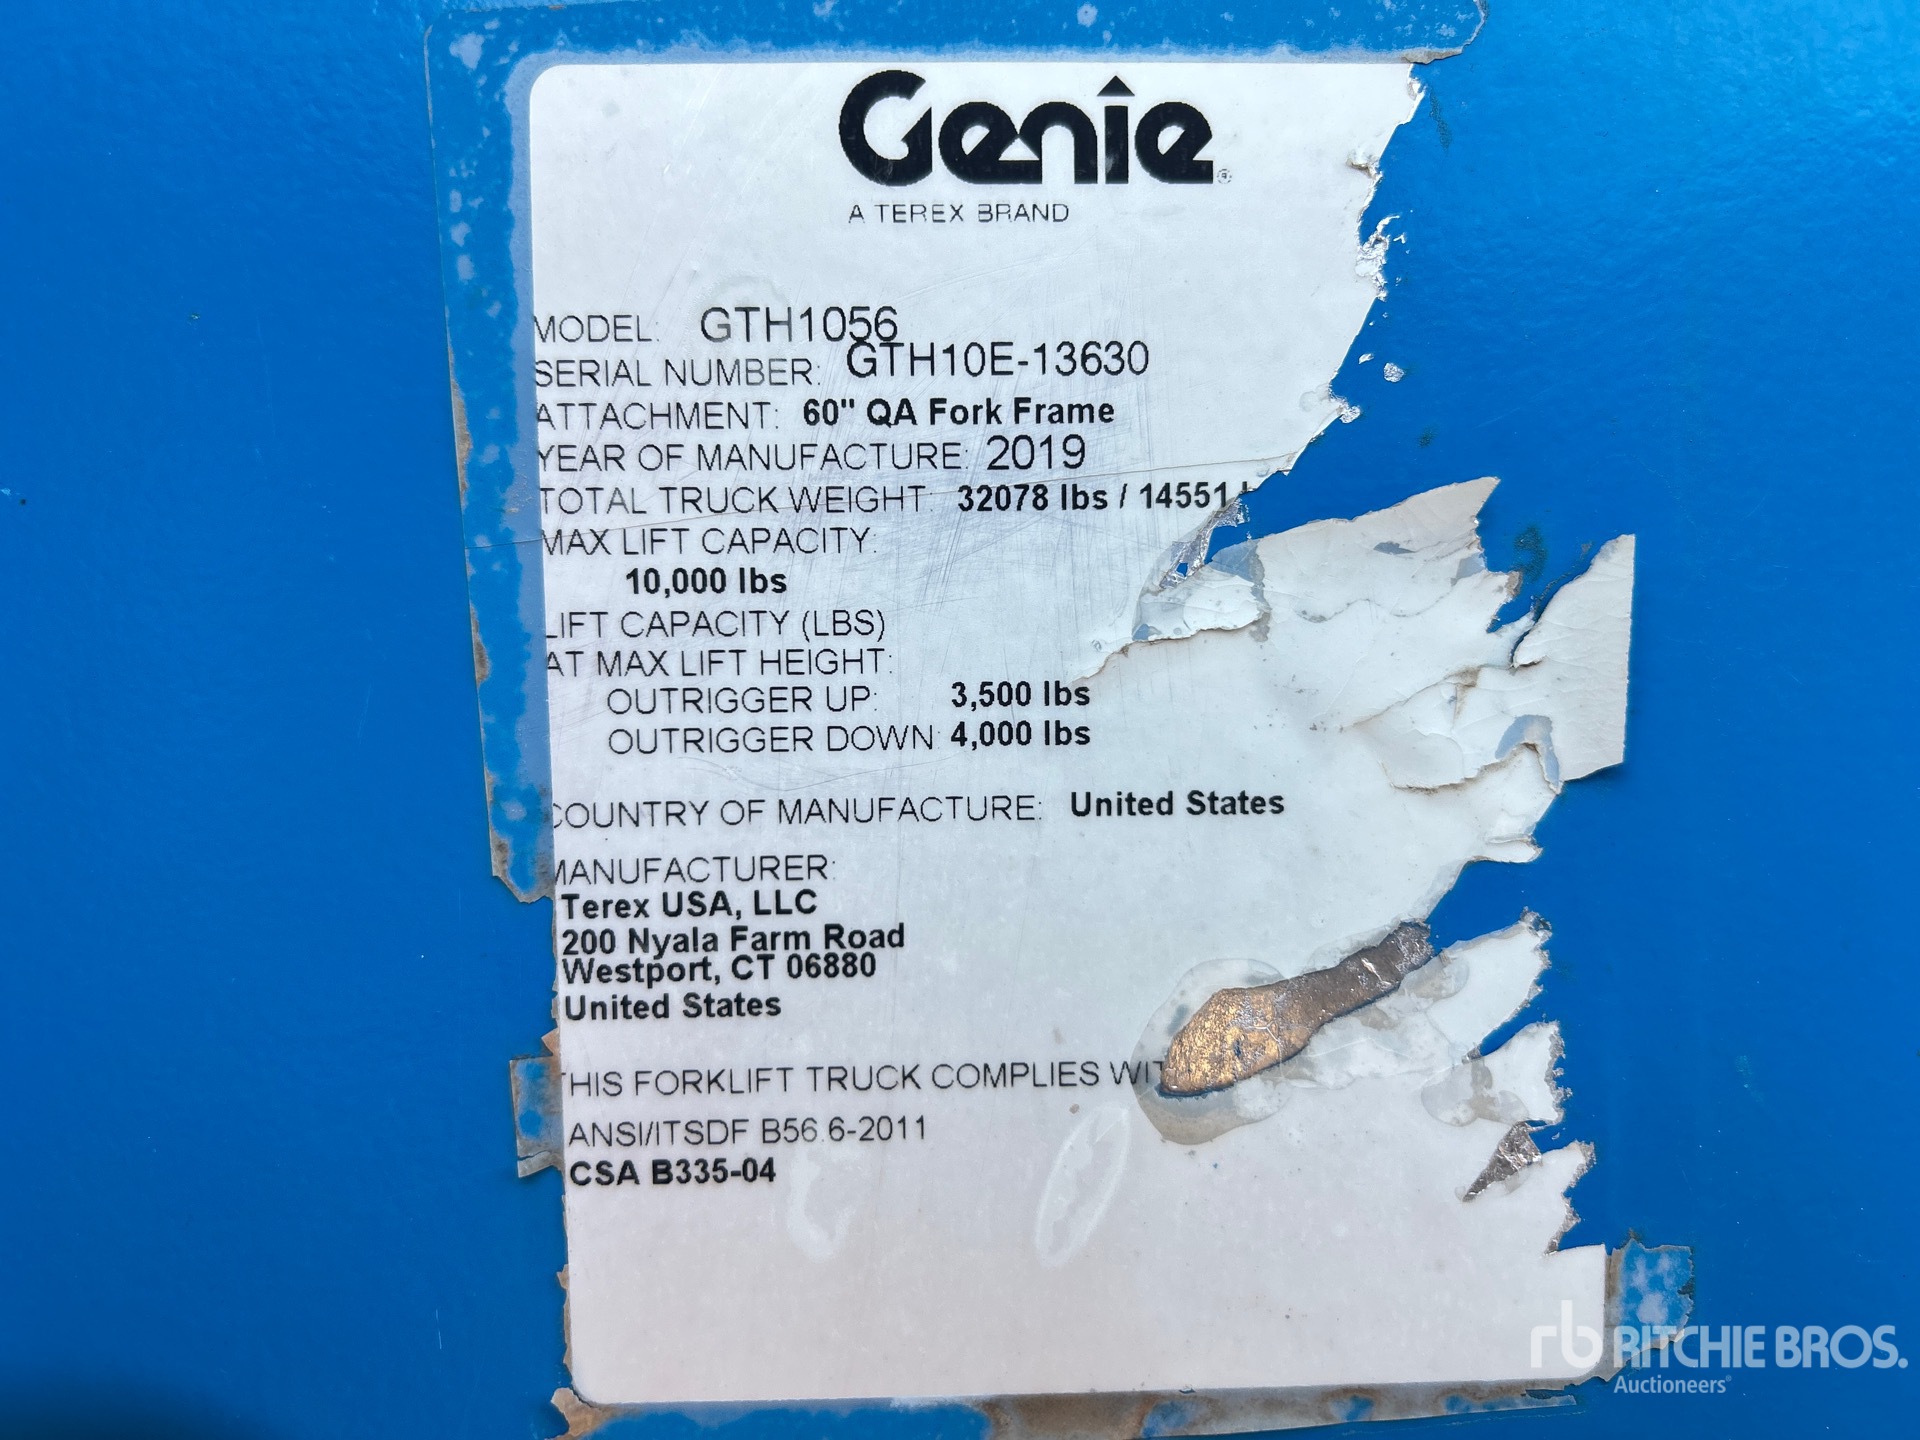 Genie®
A TEREX BRAND
MODEL: GTH1056
SERIAL NUMBER: GTH10E-13630
ATTACHMENT: 60" QA Fork Frame
YEAR OF MANUFACTURE: 2019
TOTAL TRUCK WEIGHT: 32078 lbs / 14551
MAX LIFT CAPACITY:
10,000 lbs
LIFT CAPACITY (LBS)
AT MAX LIFT HEIGHT:
OUTRIGGER UP: 3,500 lbs
OUTRIGGER DOWN: 4,000 lbs
COUNTRY OF MANUFACTURE: United States
MANUFACTURER:
Terex USA, LLC
200 Nyala Farm Road
Westport, CT 06880
United States
THIS FORKLIFT TRUCK COMPLIES WIT
ANSI/ITSDF B56.6-2011
CSA B335-04
rb RITCHIE BROS.
Auctioneers®